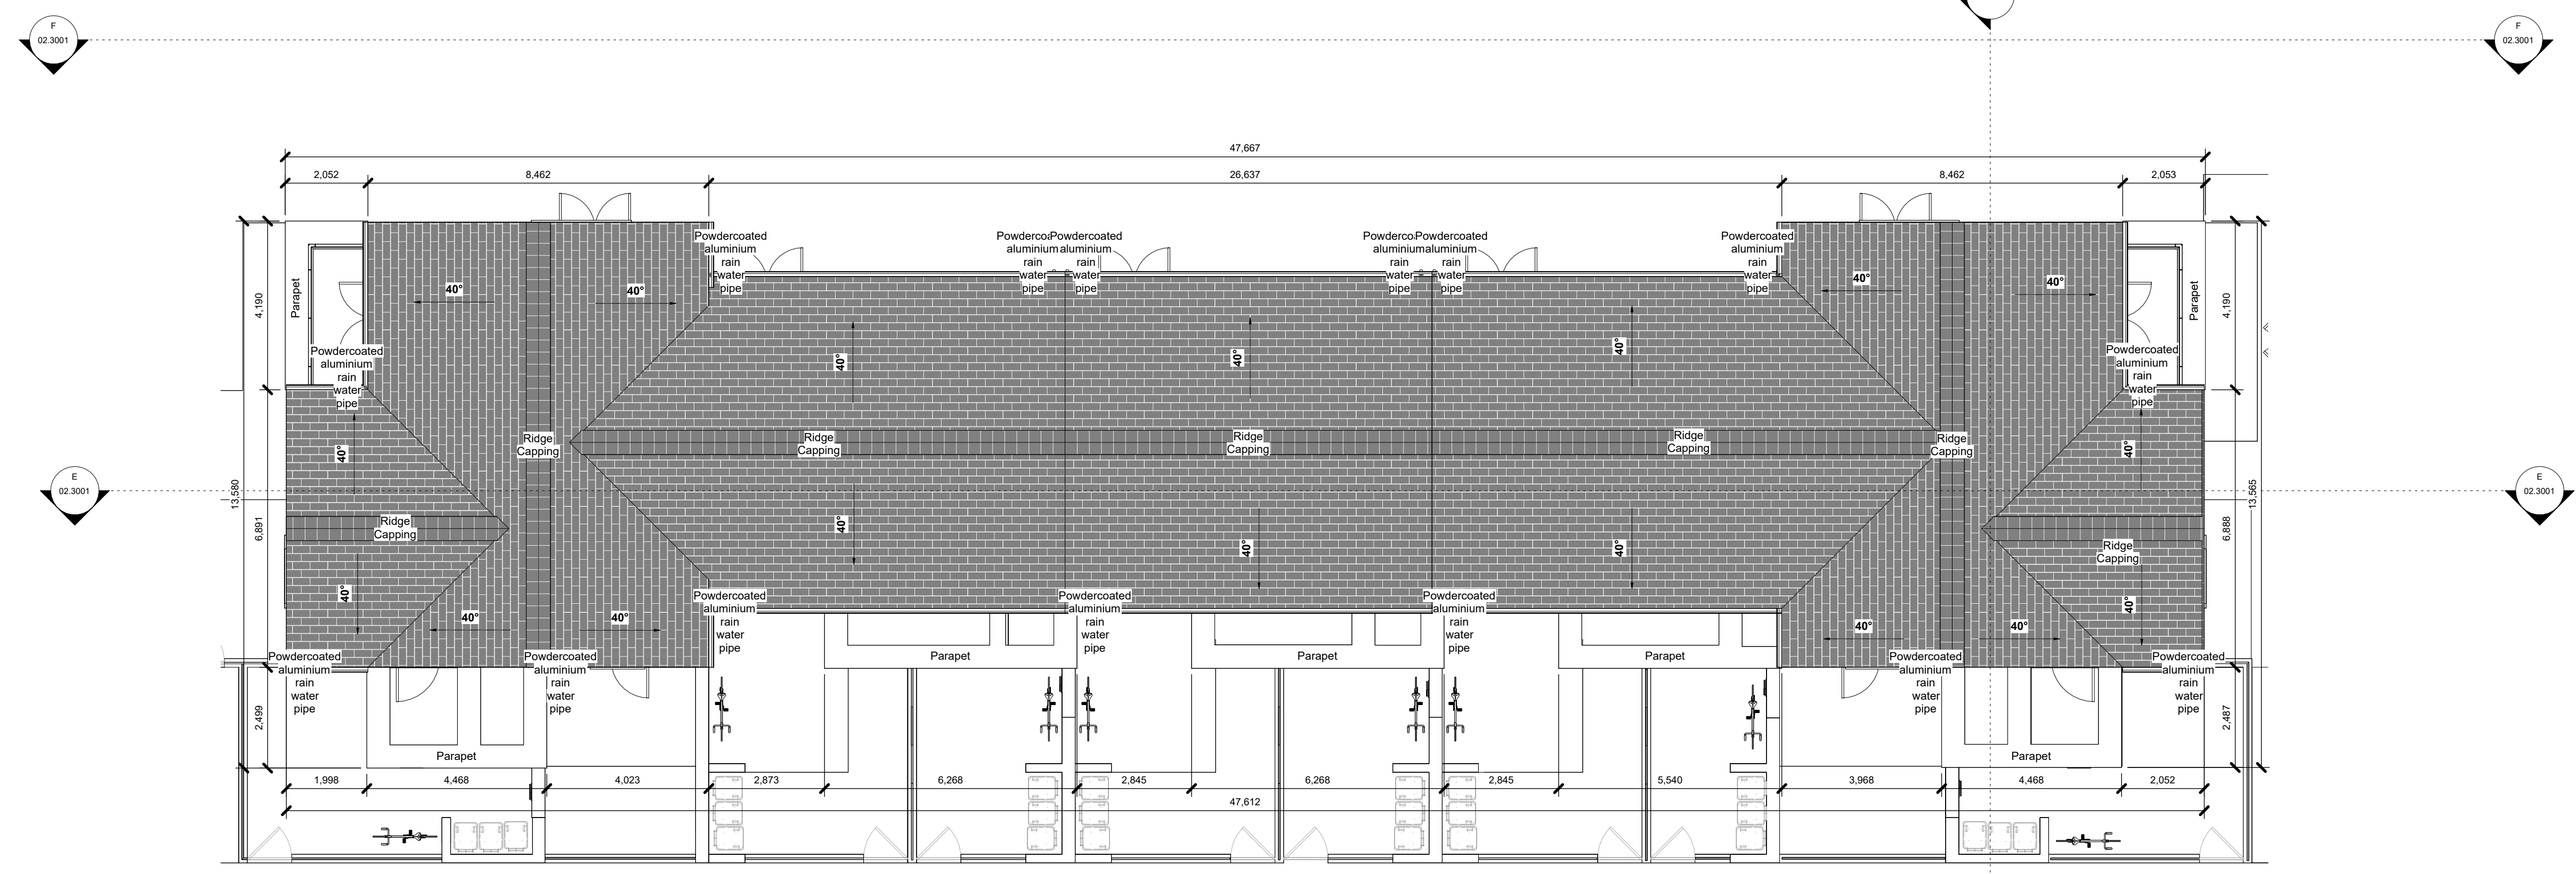 F
02.3001
F
02.3001
47,667
2,052
8,462
26,637
8,462
2,053
Powdercoated
aluminium
rain
water
pipe
Powdercoated
aluminium
rain
water
pipe
Powdercoated
aluminium
rain
water
pipe
Powdercoated
aluminium
rain
water
pipe
Powdercoated
aluminium
rain
water
pipe
Parapet
4,190
40°
40°
40°
40°
Parapet
4,190
Powdercoated
aluminium
rain
water
pipe
40°
40°
40°
Powdercoated
aluminium
rain
water
pipe
40°
Ridge
Capping
Ridge
Capping
Ridge
Capping
Ridge
Capping
Ridge
Capping
40°
E
02.3001
13,580
6,891
Ridge
Capping
40°
40°
40°
Ridge
Capping
6,888
13,565
E
02.3001
40°
40°
40°
40°
40°
40°
Powdercoated
aluminium
rain
water
pipe
Powdercoated
aluminium
rain
water
pipe
Powdercoated
aluminium
rain
water
pipe
Powdercoated
aluminium
rain
water
pipe
Powdercoated
aluminium
rain
water
pipe
Parapet
Parapet
Parapet
Powdercoated
aluminium
rain
water
pipe
Powdercoated
aluminium
rain
water
pipe
2,499
Parapet
Parapet
2,487
1,998
4,468
4,023
2,873
6,268
2,845
6,268
2,845
5,540
3,968
4,468
2,052
47,612